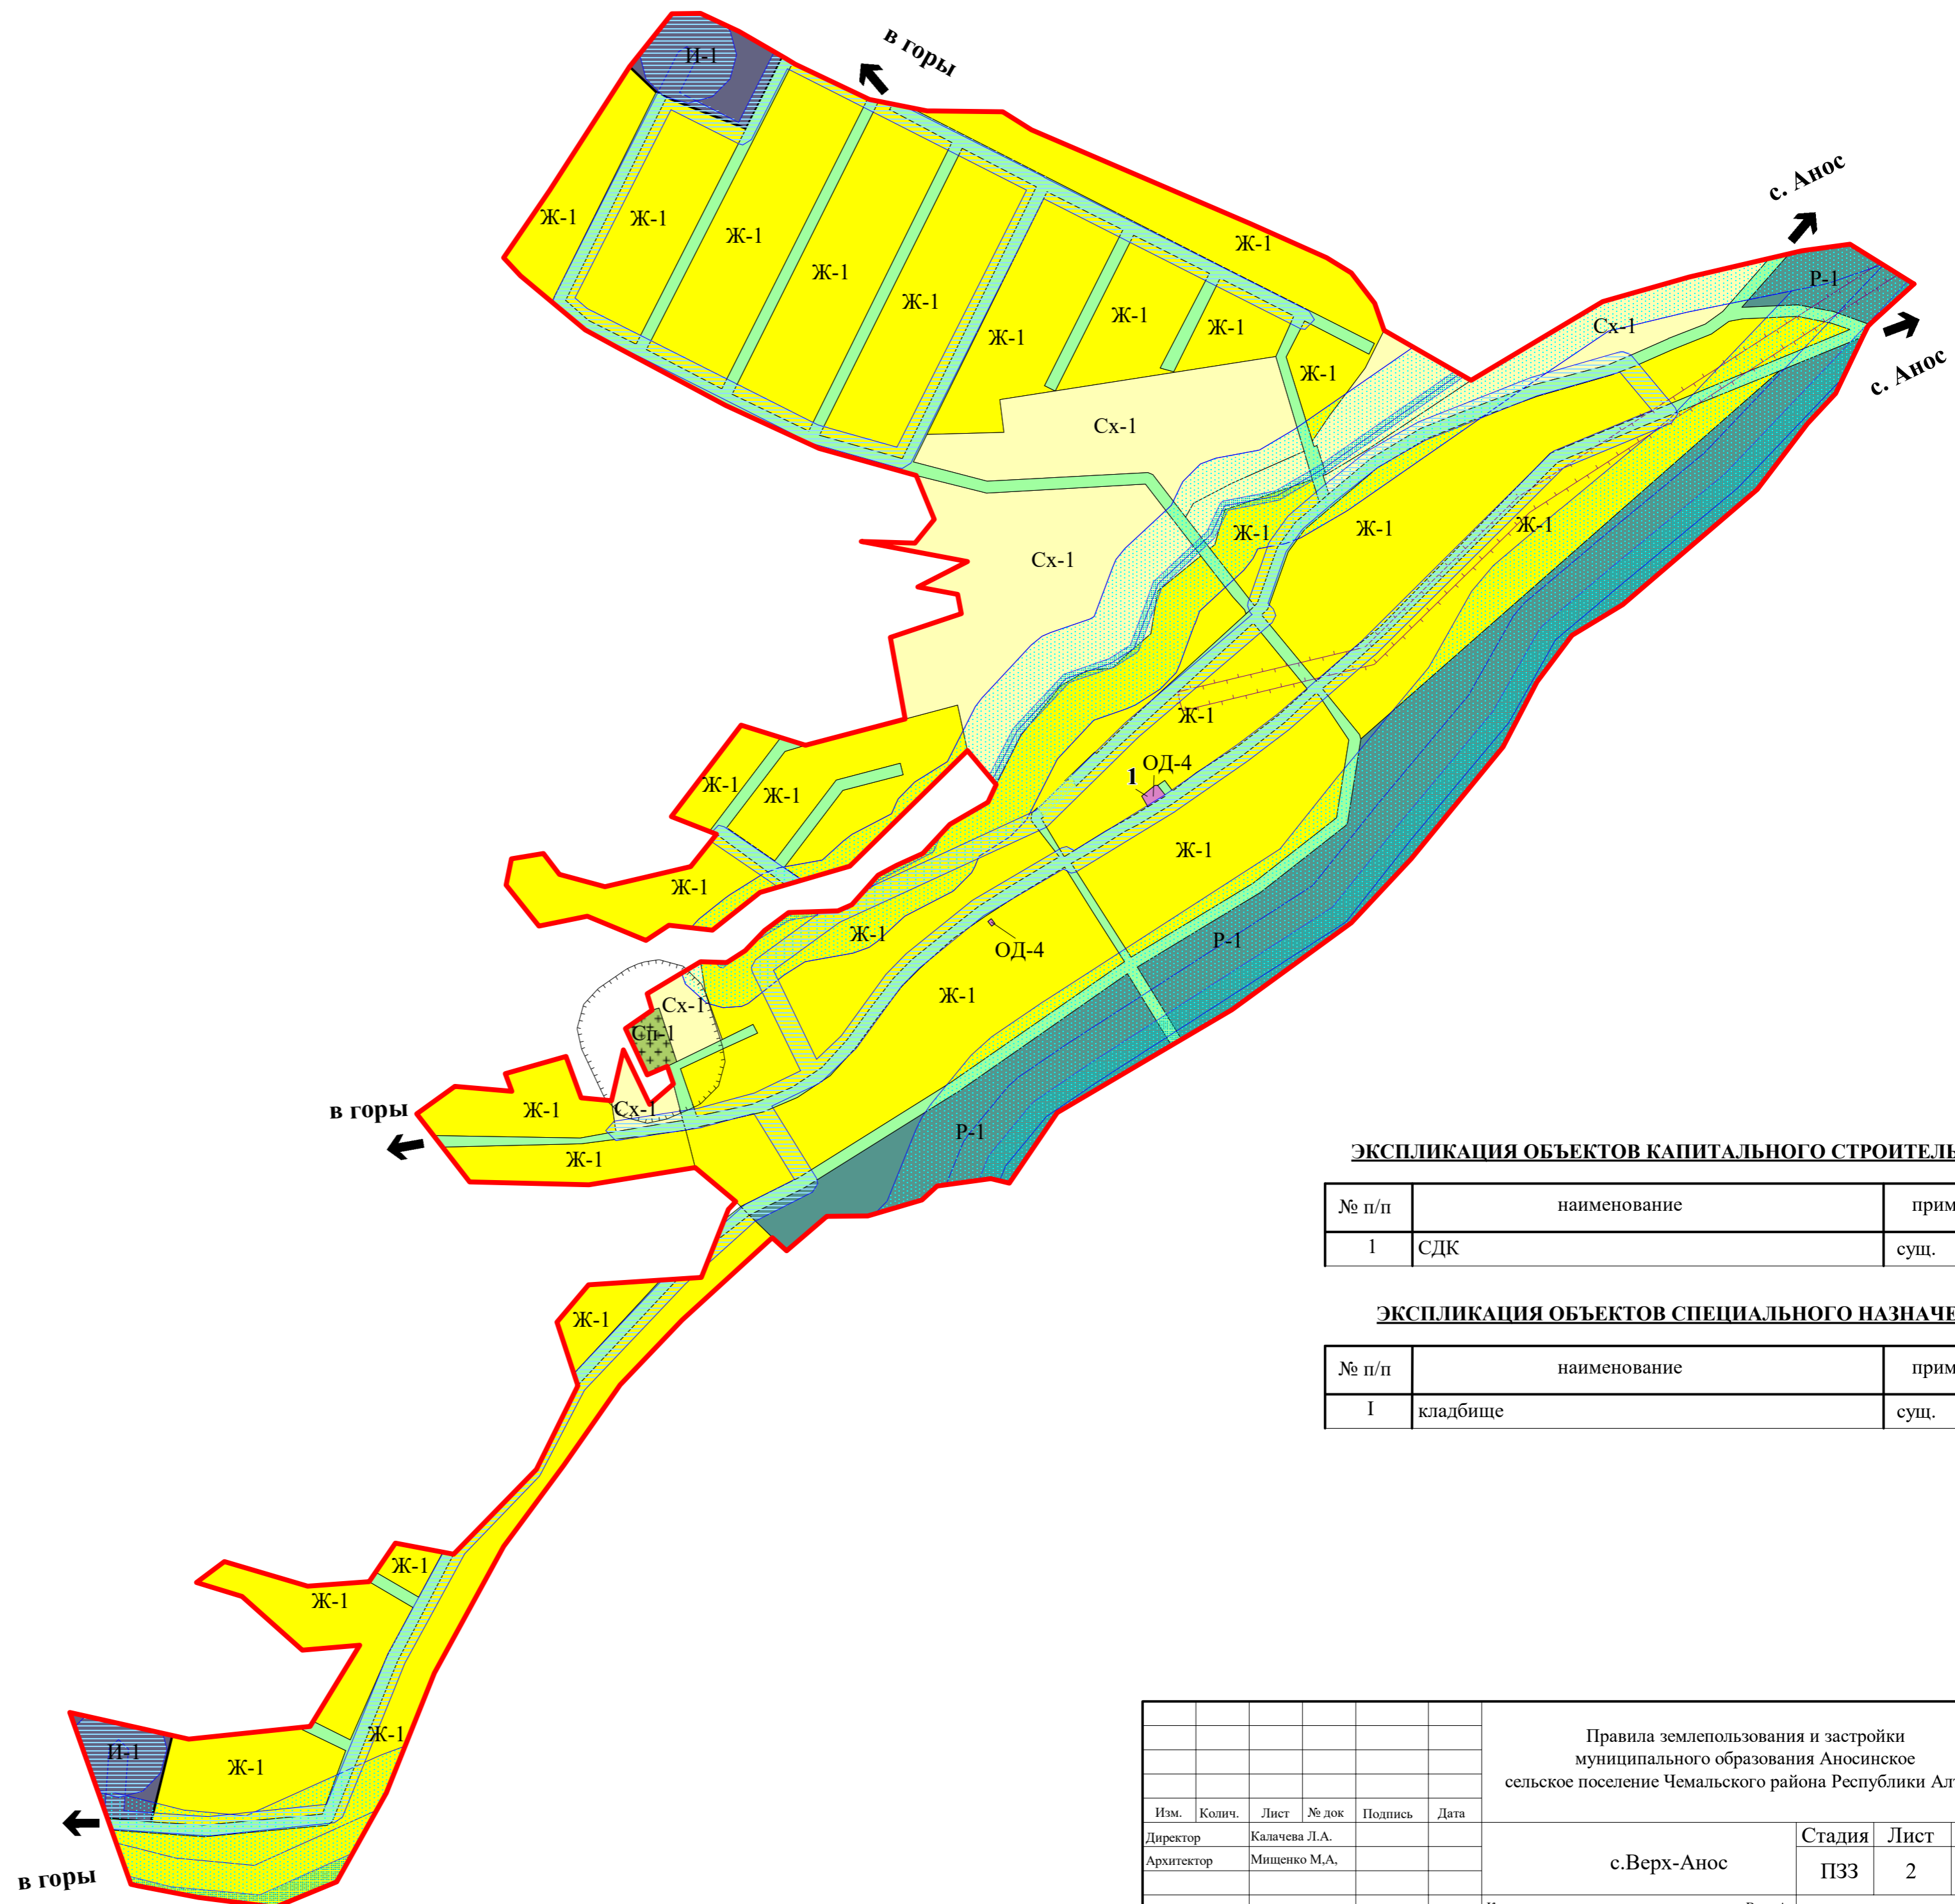 в горы
И-1
с. Анос
Ж-1
Ж-1
Ж-1
Ж-1
Ж-1
Р-1
Ж-1
Ж-1
Ж-1
Ж-1
Сх-1
Ж-1
с. Анос
Сх-1
Ж-1
Ж-1
Ж-1
Сх-1
Ж-1
ОД-4
1
Ж-1
Ж-1
Ж-1
Ж-1
Ж-1
Р-1
ОД-4
Ж-1
Сх-1
Сп-1
в горы
Ж-1
Сх-1
Р-1
Ж-1
ЭКСПЛИКАЦИЯ ОБЪЕКТОВ КАПИТАЛЬНОГО
№ п/п наименование
1 СДК сущ.
ЭКСПЛИКАЦИЯ ОБЪЕКТОВ СПЕЦИАЛЬНОГО
№ п/п наименование
I кладбище сущ.
Ж-1
Ж-1
Ж-1
Ж-1
И-1
Ж-1
в горы
Правила землепользования и застройки
муниципального образования Аносинское
сельское поселение Чемальского района Республики
Изм. Колич. Лист № док Подпись Дата
Директор Калачева Л.А.
Архитектор Мищенко М,А,
с.Верх-Анос
Стадия Лист
ПЗЗ 2